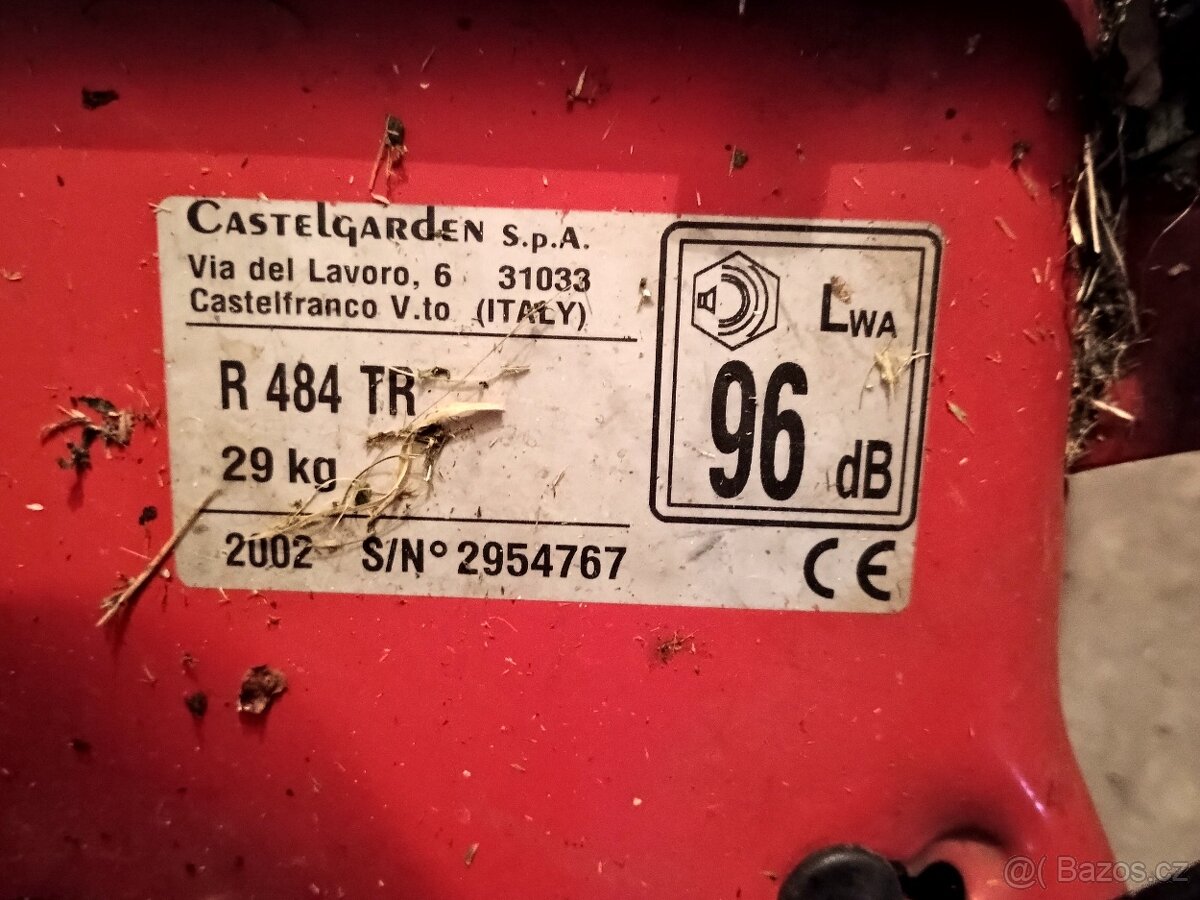 CASTELGARDEN S.p.A.
Via del Lavoro, 6 31033
Castelfranco V.to (ITALY)
R 484 TR
29 kg
2002 S/N° 2954767
LWA
96 dB
CE
@( Bazos.cz